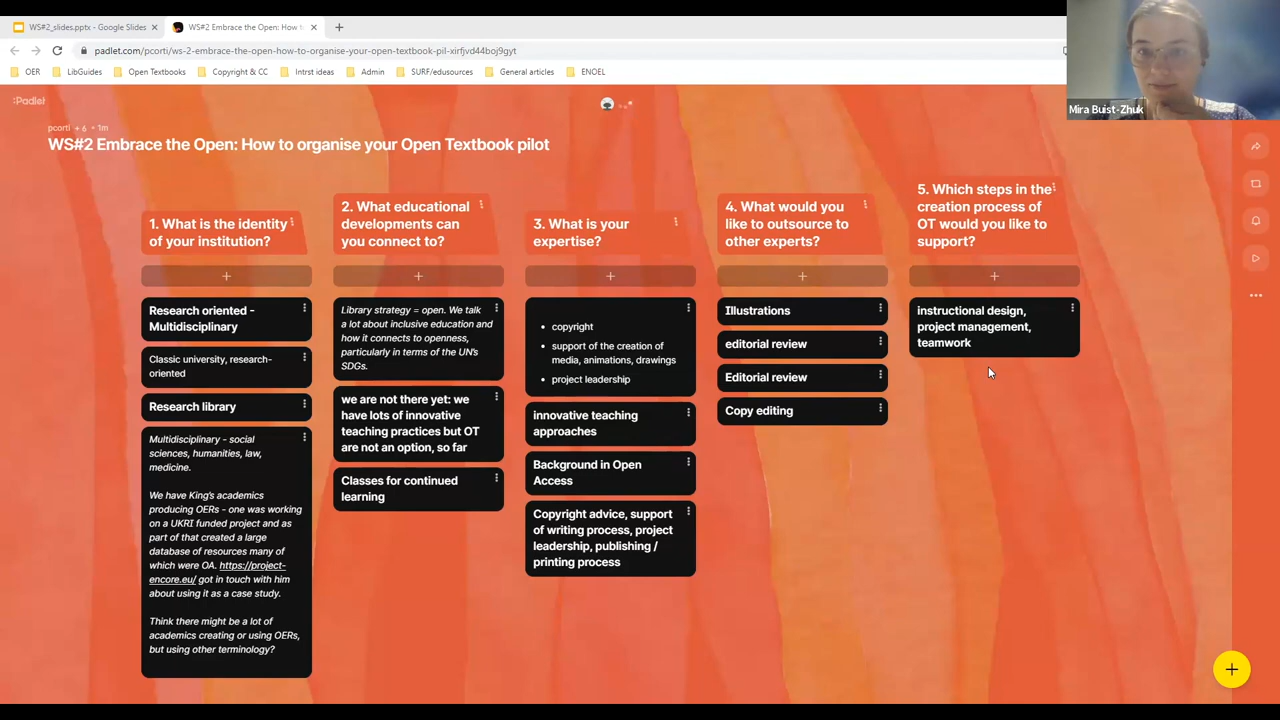 WS#2_slides.pptx - Google Slides
WS#2 Embrace the Open: How to
padlet.com/pcorti/ws-2-embrace-the-open-how-to-organise-your-open-textbook-pil-xirfjvd44boj9gyt
OER
LibGuides
Open Textbooks
Copyright & CC
Intrst ideas
Admin
SURF/edusources
General articles
ENOEL
Mira Buist-Zhuk
:Padlet
pcorti + 6 • 1m
WS#2 Embrace the Open: How to organise your Open Textbook pilot
1. What is the identity
of your institution?
Research oriented -
Multidisciplinary
Classic university, research-
oriented
Research library
Multidisciplinary - social
sciences, humanities, law,
medicine.
We have King's academics
producing OERs - one was working
on a UKRI funded project and as
part of that created a large
database of resources many of
which were OA. https://project-
encore.eu/ got in touch with him
about using it as a case study.
Think there might be a lot of
academics creating or using OERs,
but using other terminology?
2. What educational
developments can
you connect to?
Library strategy = open. We talk
a lot about inclusive education and
how it connects to openness,
particularly in terms of the UN's
SDGs.
we are not there yet: we
have lots of innovative
teaching practices but OT
are not an option, so far
Classes for continued
learning
3. What is your
expertise?
• copyright
• support of the creation of
media, animations, drawings
• project leadership
innovative teaching
approaches
Background in Open
Access
Copyright advice, support
of writing process, project
leadership, publishing /
printing process
4. What would you
like to outsource to
other experts?
Illustrations
editorial review
Editorial review
Copy editing
5. Which steps in the
creation process of
OT would you like to
support?
instructional design,
project management,
teamwork